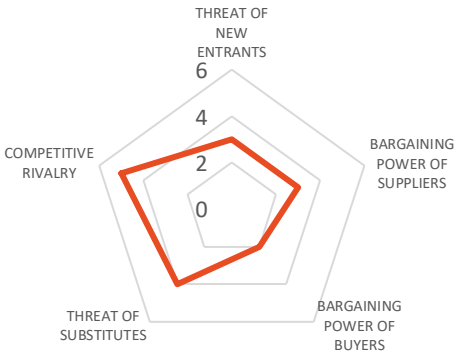 THREAT OF
NEW
ENTRANTS
6
4
2
0
BARGAINING
POWER OF
SUPPLIERS
BARGAINING
POWER OF
BUYERS
THREAT OF
SUBSTITUTES
COMPETITIVE
RIVALRY